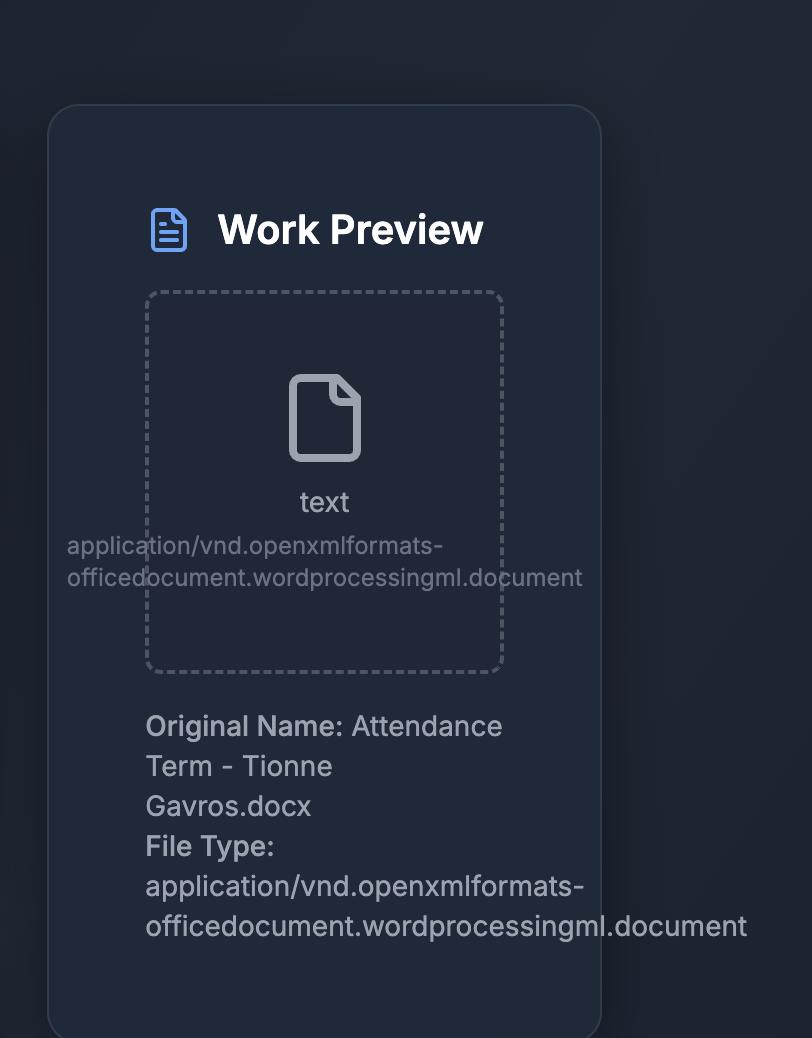 Work Preview
text
application/vnd.openxmlformats-
officedocument.wordprocessingml.document
Original Name: Attendance
Term - Tionne
Gavros.docx
File Type:
application/vnd.openxmlformats-
officedocument.wordprocessingml.document